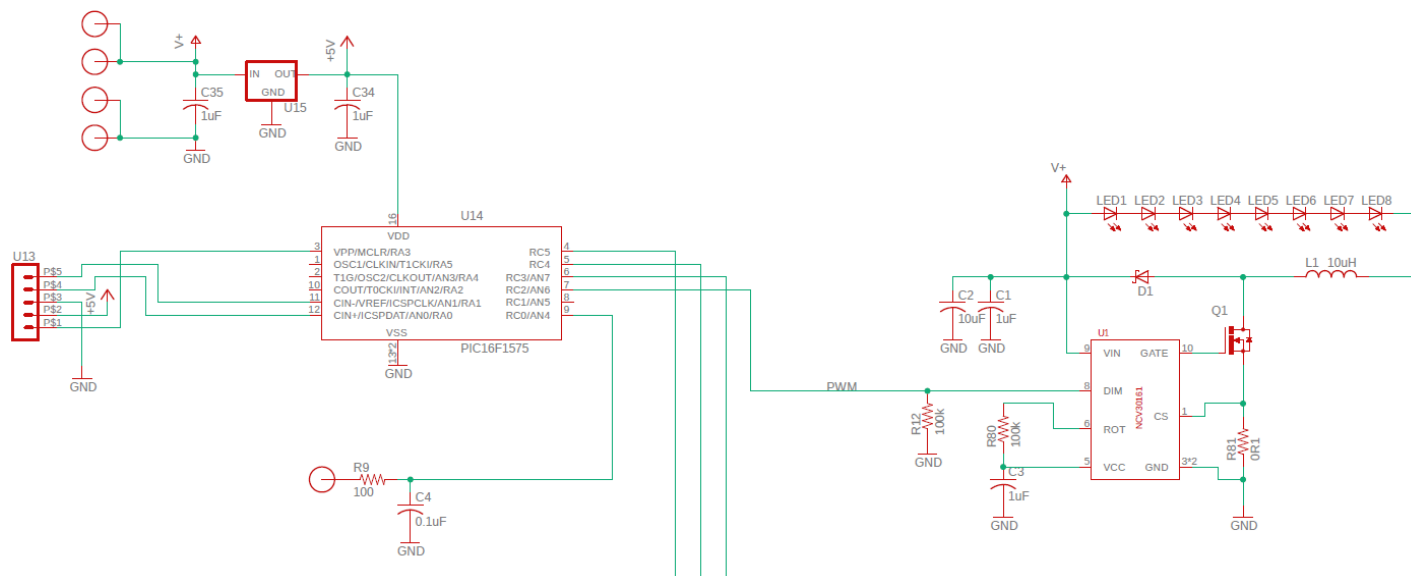 V+
+5V
IN
OUT
GND
U15
C35
1uF
GND
GND
C34
1uF
GND
U14
16
VDD
3
VPP/MCLR/RA3
RC5
4
1
OSC1/CLKIN/T1CKI/RA5
RC4
5
2
T1G/OSC2/CLKOUT/AN3/RA4
RC3/AN7
6
10
COUT/T0CKI/INT/AN2/RA2
RC2/AN6
7
11
CIN-/VREF/ICSPCLK/AN1/RA1
RC1/AN5
8
12
CIN+/ICSPDAT/AN0/RA0
RC0/AN4
9
VSS
13*2
GND
PIC16F1575
U13
P$5
P$4
P$3
P$2
P$1
+5V
GND
R9
100
C4
0.1uF
GND
V+
LED1
LED2
LED3
LED4
LED5
LED6
LED7
LED8
L1 10uH
D1
C2
10uF
GND
C1
1uF
GND
Q1
U1
9
VIN
GATE
10
8
DIM
NCV30161
CS
1
6
ROT
5
VCC
GND
3*2
PWM
R12
100k
GND
R80
100k
C3
1uF
GND
R81
0R1
GND